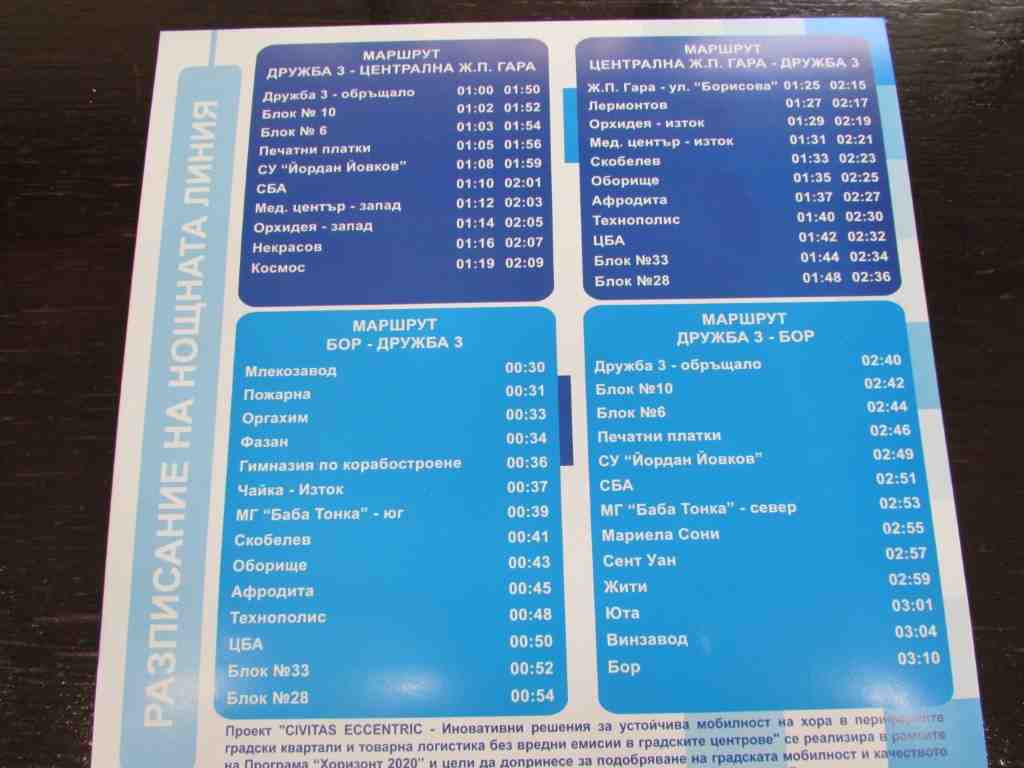 РАЗПИСАНИЕ НА НОЩНАТА ЛИНИЯ
МАРШРУТ
ДРУЖБА 3 - ЦЕНТРАЛНА Ж.П. ГАРА
Дружба 3 - обръщало 01:00 01:50
Блок № 10 01:02 01:52
Блок № 6 01:03 01:54
Печатни платки 01:05 01:56
СУ “Йордан Йовков” 01:08 01:59
СБА 01:10 02:01
Мед. център - запад 01:12 02:03
Орхидея - запад 01:14 02:05
Некрасов 01:16 02:07
Космос 01:19 02:09
МАРШРУТ
ЦЕНТРАЛНА Ж.П. ГАРА - ДРУЖБА 3
Ж.П. Гара - ул. “Борисова” 01:25 02:15
Лермонтов 01:27 02:17
Орхидея - изток 01:29 02:19
Мед. център - изток 01:31 02:21
Скобелев 01:33 02:23
Оборище 01:35 02:25
Афродита 01:37 02:27
Технополис 01:40 02:30
ЦБА 01:42 02:32
Блок №33 01:44 02:34
Блок №28 01:48 02:36
МАРШРУТ
БОР - ДРУЖБА 3
Млекозавод 00:30
Пожарна 00:31
Оргахим 00:33
Фазан 00:34
Гимназия по корабостроене 00:36
Чайка - Изток 00:37
МГ “Баба Тонка” - юг 00:39
Скобелев 00:41
Оборище 00:43
Афродита 00:45
Технополис 00:48
ЦБА 00:50
Блок №33 00:52
Блок №28 00:54
МАРШРУТ
ДРУЖБА 3 - БОР
Дружба 3 - обръщало 02:40
Блок №10 02:42
Блок №6 02:44
Печатни платки 02:46
СУ “Йордан Йовков” 02:49
СБА 02:51
МГ “Баба Тонка” - север 02:53
Мариела Сони 02:55
Сент Уан 02:57
Жити 02:59
Юта 03:01
Винзавод 03:04
Бор 03:10
Проект "CIVITAS ECCENTRIC - Иновативни решения за устойчива мобилност на хора в периферните
градски квартали и товарна логистика без вредни емисии в градските центрове" се реализира в рамките
на Програма “Хоризонт 2020” и цели да допринесе за подобряване на градската мобилност и качеството